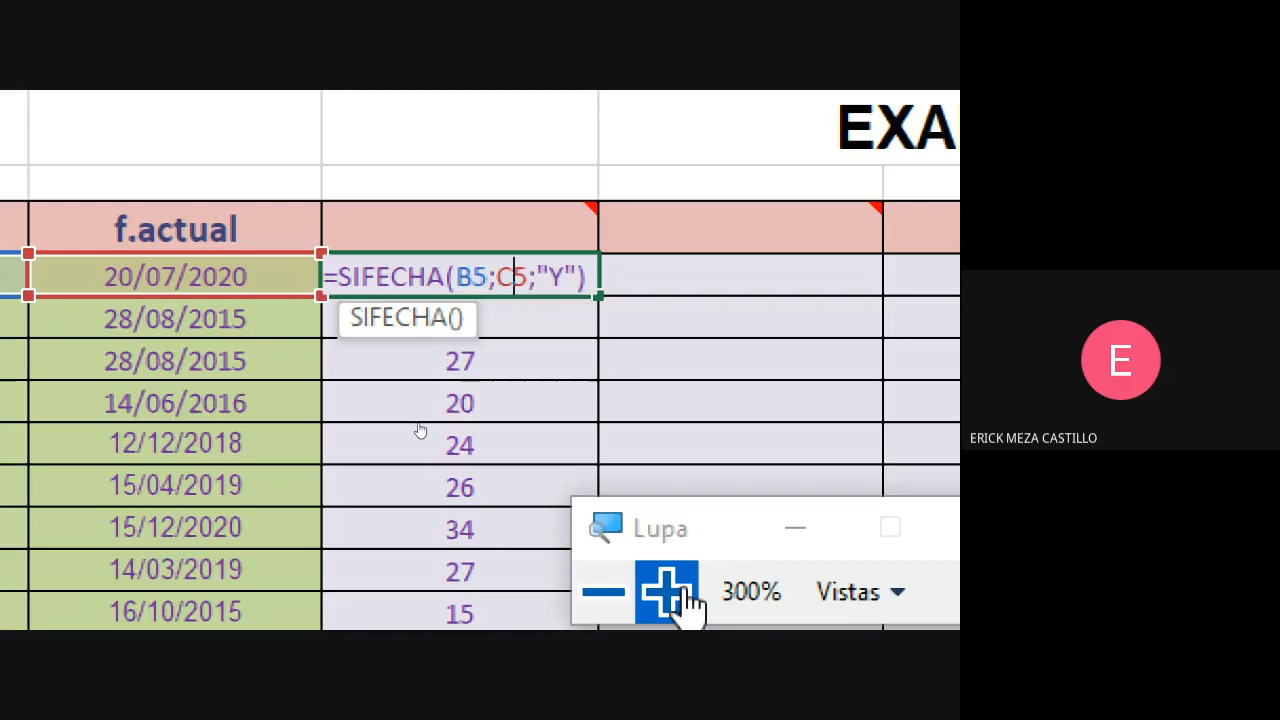 EXA
f.actual
20/07/2020 =SIFECHA(B5;C5;"Y")
28/08/2015 SIFECHA()
28/08/2015 27
14/06/2016 20
12/12/2018 24
15/04/2019 26
15/12/2020 34
14/03/2019 27
16/10/2015 15
Lupa
300% Vistas
E
ERICK MEZA CASTILLO